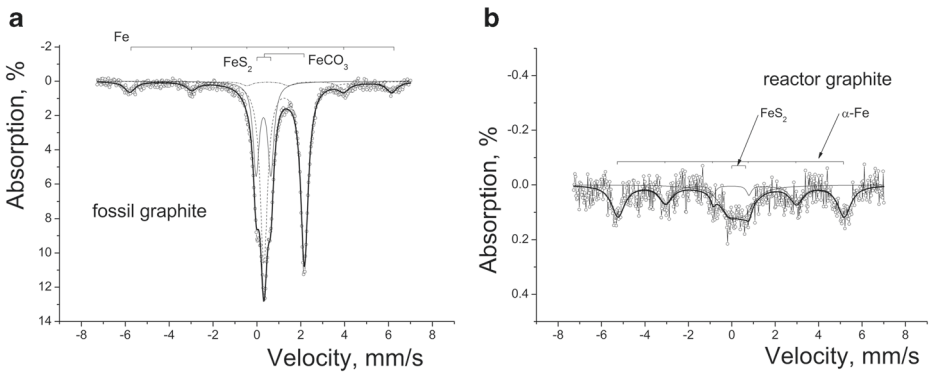 a
-2
0
2
4
6
8
10
12
14
Absorption, %
Fe
FeS2
FeCO3
fossil graphite
-8 -6 -4 -2 0 2 4 6 8
Velocity, mm/s
b
-0.4
-0.2
0.0
0.2
0.4
Absorption, %
reactor graphite
FeS2
α-Fe
-8 -6 -4 -2 0 2 4 6 8
Velocity, mm/s